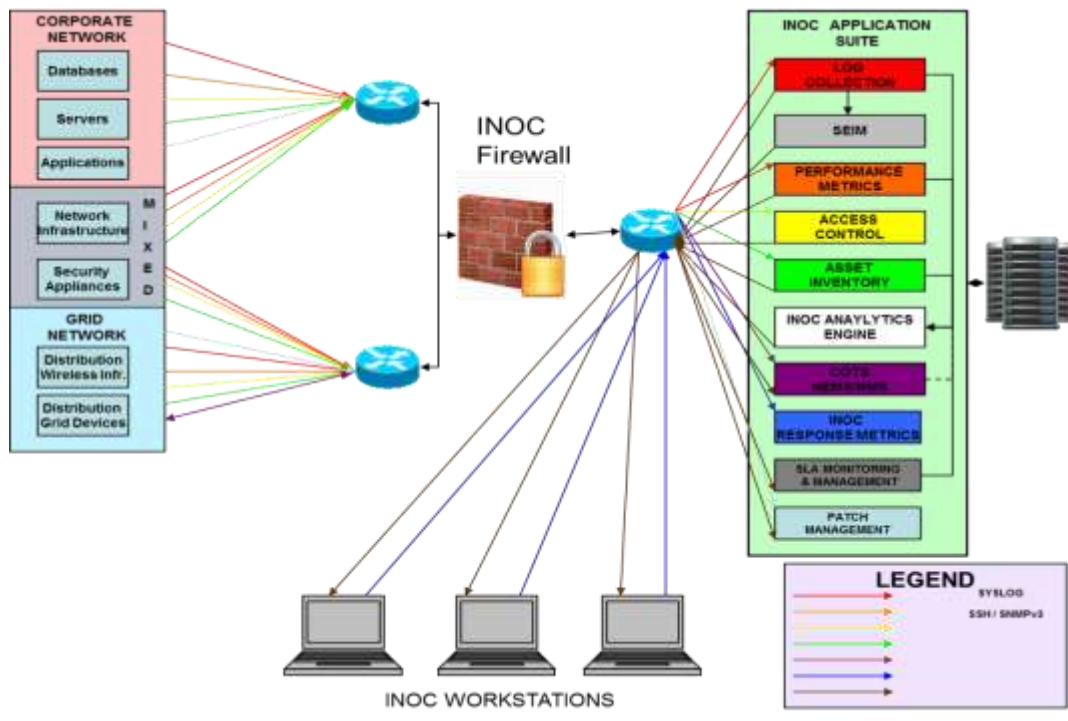 CORPORATE
NETWORK
Databases
Servers
Applications
MIXED
Network
Infrastructure
Security
Appliances
GRID
NETWORK
Distribution
Wireless Infr.
Distribution
Grid Devices
INOC
Firewall
INOC APPLICATION
SUITE
LOG
COLLECTION
SEIM
PERFORMANCE
METRICS
ACCESS
CONTROL
ASSET
INVENTORY
INOC ANAYLYTICS
ENGINE
COTS
INOC
RESPONSE METRICS
SLA MONITORING
& MANAGEMENT
PATCH
MANAGEMENT
INOC WORKSTATIONS
LEGEND
SYSLOG
SSH / SNMPv3